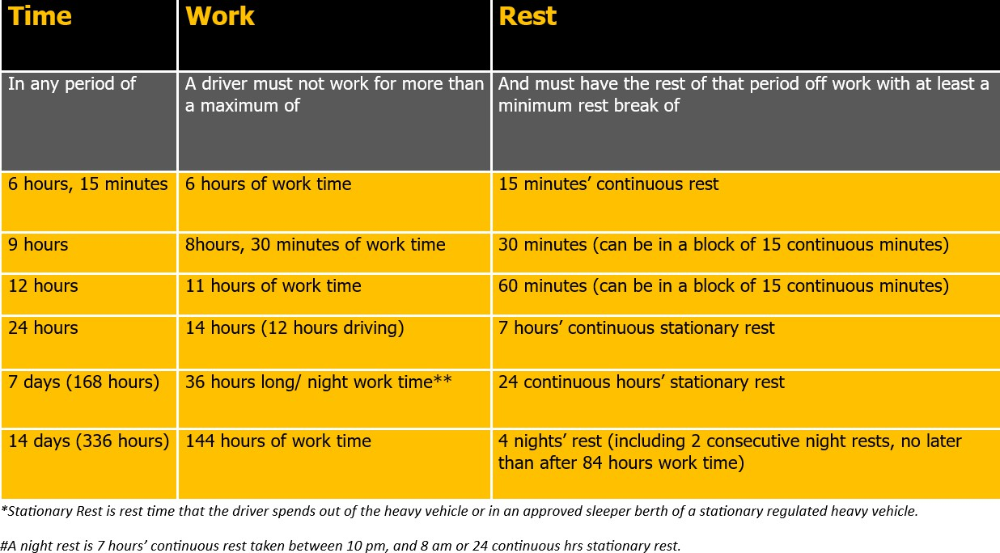 Time
Work
Rest
In any period of
A driver must not work for more than
a maximum of
And must have the rest of that period off work with at least a
minimum rest break of
6 hours, 15 minutes
6 hours of work time
15 minutes’ continuous rest
9 hours
8hours, 30 minutes of work time
30 minutes (can be in a block of 15 continuous minutes)
12 hours
11 hours of work time
60 minutes (can be in a block of 15 continuous minutes)
24 hours
14 hours (12 hours driving)
7 hours’ continuous stationary rest
7 days (168 hours)
36 hours long/ night work time**
24 continuous hours’ stationary rest
14 days (336 hours)
144 hours of work time
4 nights’ rest (including 2 consecutive night rests, no later
than after 84 hours work time)
*Stationary Rest is rest time that the driver spends out of the heavy vehicle or in an approved sleeper berth of a stationary regulated heavy vehicle.
#A night rest is 7 hours’ continuous rest taken between 10 pm, and 8 am or 24 continuous hrs stationary rest.